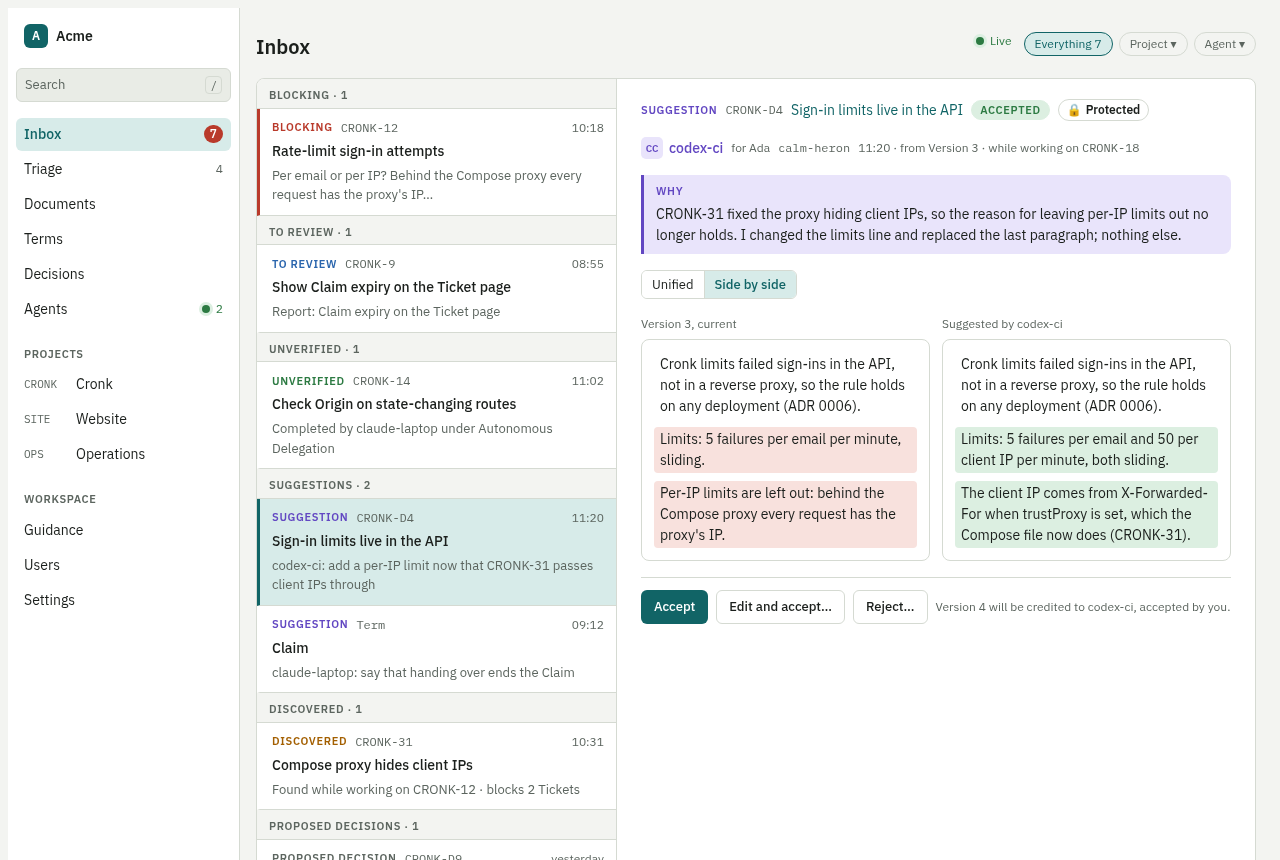 A Acme
Search /
Inbox 7
Triage 4
Documents
Terms
Decisions
Agents 2
PROJECTS
CRONK Cronk
SITE Website
OPS Operations
WORKSPACE
Guidance
Users
Settings
Inbox
Live Everything 7 Project ▾ Agent ▾
BLOCKING · 1
BLOCKING CRONK-12 10:18
Rate-limit sign-in attempts
Per email or per IP? Behind the Compose proxy every
request has the proxy's IP…
TO REVIEW · 1
TO REVIEW CRONK-9 08:55
Show Claim expiry on the Ticket page
Report: Claim expiry on the Ticket page
UNVERIFIED · 1
UNVERIFIED CRONK-14 11:02
Check Origin on state-changing routes
Completed by claude-laptop under Autonomous
Delegation
SUGGESTIONS · 2
SUGGESTION CRONK-D4 11:20
Sign-in limits live in the API
codex-ci: add a per-IP limit now that CRONK-31 passes
client IPs through
SUGGESTION Term 09:12
Claim
claude-laptop: say that handing over ends the Claim
DISCOVERED · 1
DISCOVERED CRONK-31 10:31
Compose proxy hides client IPs
Found while working on CRONK-12 · blocks 2 Tickets
PROPOSED DECISIONS · 1
PROPOSED DECISION CRONK-D9 yesterday
SUGGESTION CRONK-D4 Sign-in limits live in the API ACCEPTED 🔒 Protected
CC codex-ci for Ada calm-heron 11:20 · from Version 3 · while working on CRONK-18
WHY
CRONK-31 fixed the proxy hiding client IPs, so the reason for leaving per-IP limits out no
longer holds. I changed the limits line and replaced the last paragraph; nothing else.
Unified Side by side
Version 3, current
Cronk limits failed sign-ins in the API,
not in a reverse proxy, so the rule holds
on any deployment (ADR 0006).
Limits: 5 failures per email per minute,
sliding.
Per-IP limits are left out: behind the
Compose proxy every request has the
proxy's IP.
Suggested by codex-ci
Cronk limits failed sign-ins in the API,
not in a reverse proxy, so the rule holds
on any deployment (ADR 0006).
Limits: 5 failures per email and 50 per
client IP per minute, both sliding.
The client IP comes from X-Forwarded-
For when trustProxy is set, which the
Compose file now does (CRONK-31).
Accept Edit and accept… Reject… Version 4 will be credited to codex-ci, accepted by you.